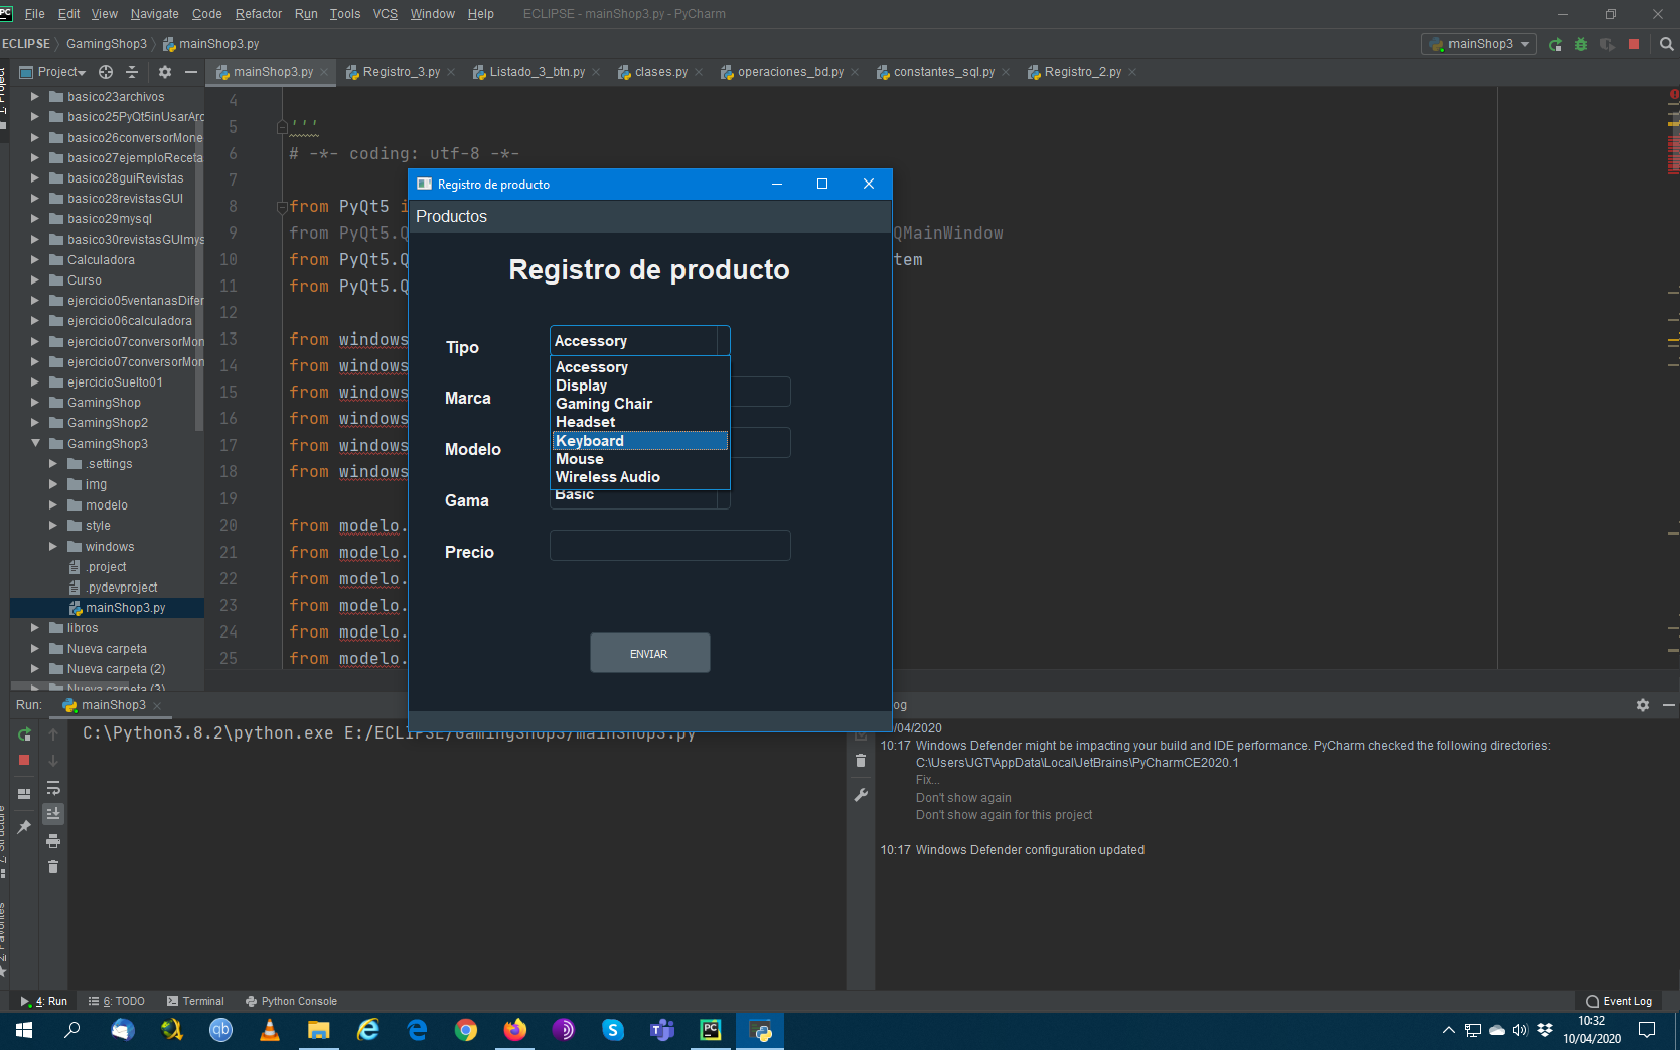 PC File Edit View Navigate Code Refactor Run Tools VCS Window Help ECLIPSE - mainShop3.py - PyCharm
ECLIPSE GamingShop3 mainShop3.py mainShop3
Project mainShop3.py Registro_3.py Listado_3_btn.py clases.py operaciones_bd.py constantes_sql.py Registro_2.py
basico23archivos
basico25PyQt5inUsarArc
basico26conversorMone
basico27ejemploReceta
basico28guiRevistas
basico28revistasGUI
basico29mysql
basico30revistasGUImys
Calculadora
Curso
ejercicio05ventanasDifer
ejercicio06calculadora
ejercicio07conversorMon
ejercicio07conversorMon
ejercicioSuelto01
GamingShop
GamingShop2
GamingShop3
.settings
img
modelo
style
windows
.project
.pydevproject
mainShop3.py
libros
Nueva carpeta
Nueva carpeta (2)
Nueva carpeta (3)
4
5 '''
6 # -*- coding: utf-8 -*-
7
8 from PyQt5 i
9 from PyQt5.Q QMainWindow
10 from PyQt5.Q tem
11 from PyQt5.Q
12
13 from windows
14 from windows
15 from windows
16 from windows
17 from windows
18 from windows
19
20 from modelo.
21 from modelo.
22 from modelo.
23 from modelo.
24 from modelo.
25 from modelo.
Registro de producto
Productos
Registro de producto
Tipo Accessory
Accessory
Display
Gaming Chair
Headset
Keyboard
Mouse
Wireless Audio
Marca
Modelo
Gama Basic
Precio
ENVIAR
Run: mainShop3
C:\Python3.8.2\python.exe E:/ECLIPSE/GamingShop3/mainShop3.py
og
/04/2020
10:17 Windows Defender might be impacting your build and IDE performance. PyCharm checked the following directories:
C:\Users\JGT\AppData\Local\JetBrains\PyCharmCE2020.1
Fix...
Don't show again
Don't show again for this project
10:17 Windows Defender configuration updated
4: Run 6: TODO Terminal Python Console Event Log
qb PC
10:32
10/04/2020